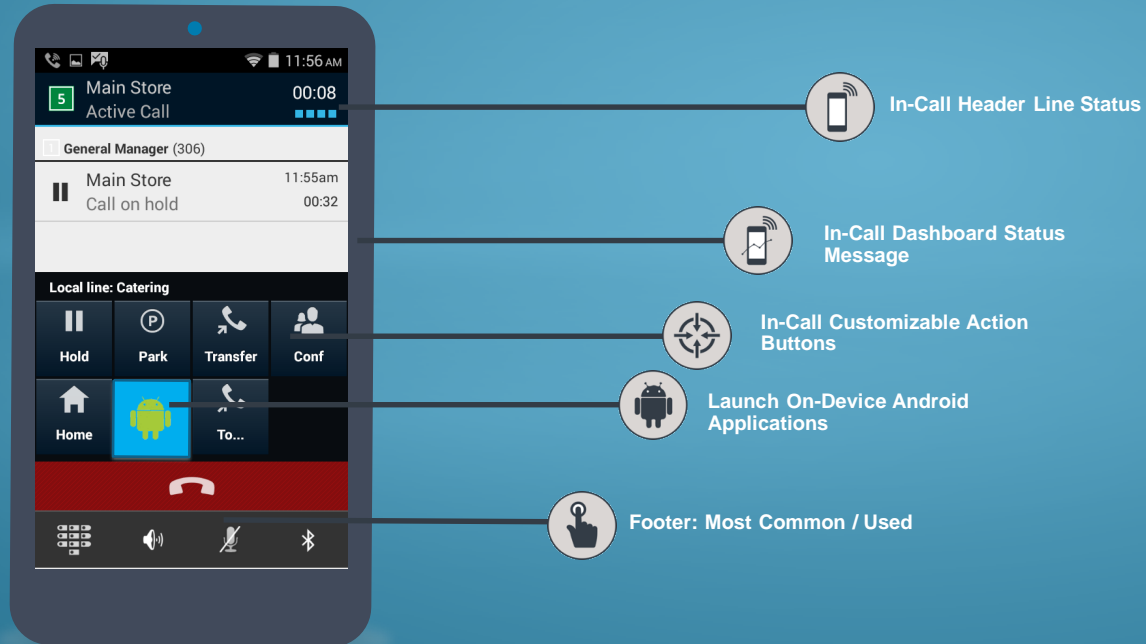 11:56 AM
5
Main Store
00:08
Active Call
General Manager (306)
Main Store
11:55am
Call on hold
00:32
Local line: Catering
P
Hold
Park
Transfer
Conf
Home
To...
In-Call Header Line Status
In-Call Dashboard Status
Message
In-Call Customizable Action
Buttons
Launch On-Device Android
Applications
Footer: Most Common / Used